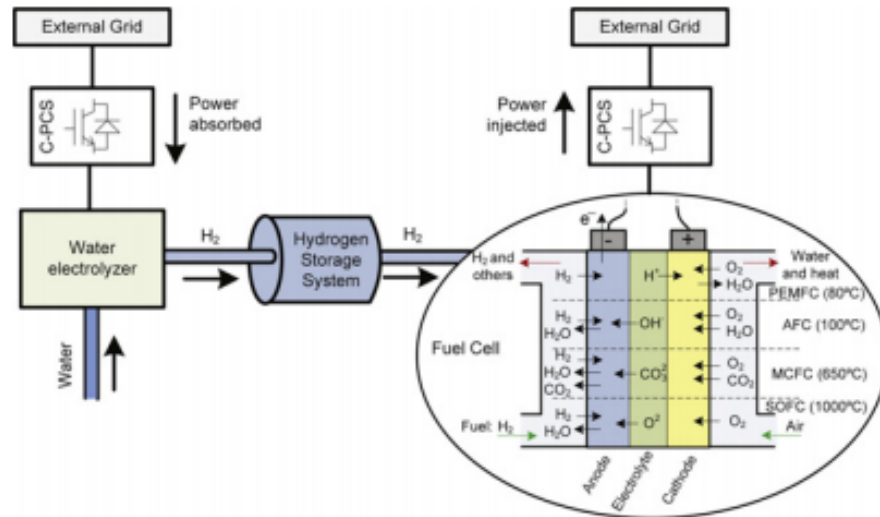 External Grid
External Grid
C-PCS
Power
absorbed
Power
injected
C-PCS
Water
electrolyzer
H2
Hydrogen
Storage
System
H2
Water
Fuel Cell
e-
-
+
H2 and
others
H2
H+
O2
H2O
Water
and heat
PEMFC (80ºC)
H2
H2O
OH-
O2
H2O
AFC (100ºC)
H2
H2O
CO2
CO3 2
O2
CO2
MCFC (650ºC)
SOFC (1000ºC)
Fuel: H2
H2
H2O
O2
O2
Air
Anode
Electrolyte
Cathode